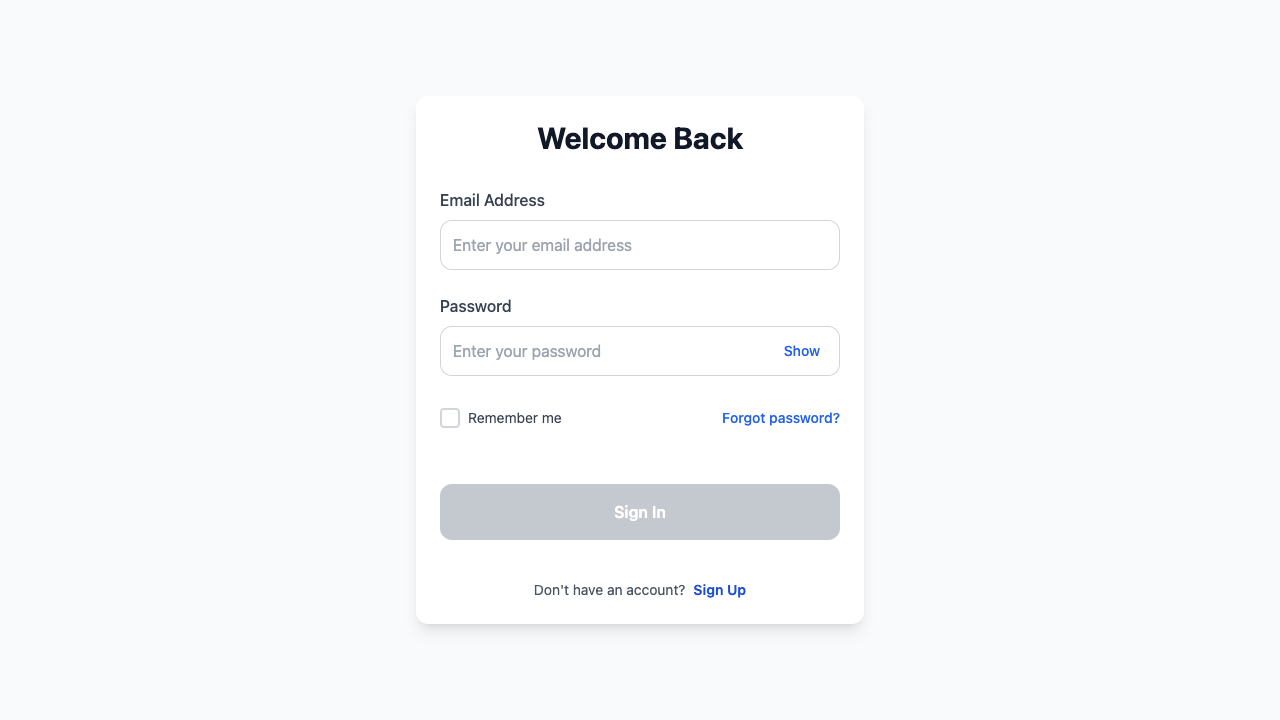 Welcome Back
Email Address
Enter your email address
Password
Enter your password Show
Remember me Forgot password?
Sign In
Don't have an account? Sign Up